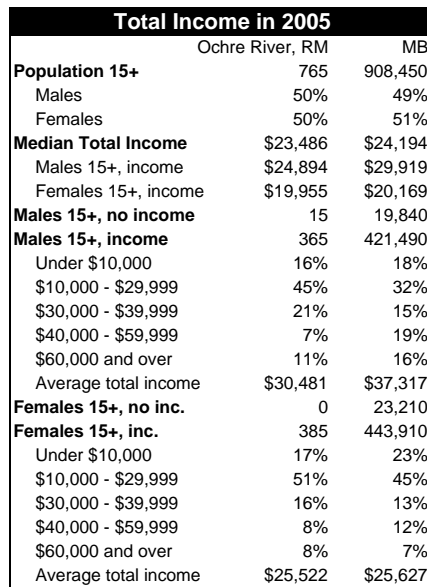 Total Income in 2005
Ochre River, RM MB
Population 15+ 765 908,450
Males 50% 49%
Females 50% 51%
Median Total Income $23,486 $24,194
Males 15+, income $24,894 $29,919
Females 15+, income $19,955 $20,169
Males 15+, no income 15 19,840
Males 15+, income 365 421,490
Under $10,000 16% 18%
$10,000 - $29,999 45% 32%
$30,000 - $39,999 21% 15%
$40,000 - $59,999 7% 19%
$60,000 and over 11% 16%
Average total income $30,481 $37,317
Females 15+, no inc. 0 23,210
Females 15+, inc. 385 443,910
Under $10,000 17% 23%
$10,000 - $29,999 51% 45%
$30,000 - $39,999 16% 13%
$40,000 - $59,999 8% 12%
$60,000 and over 8% 7%
Average total income $25,522 $25,627